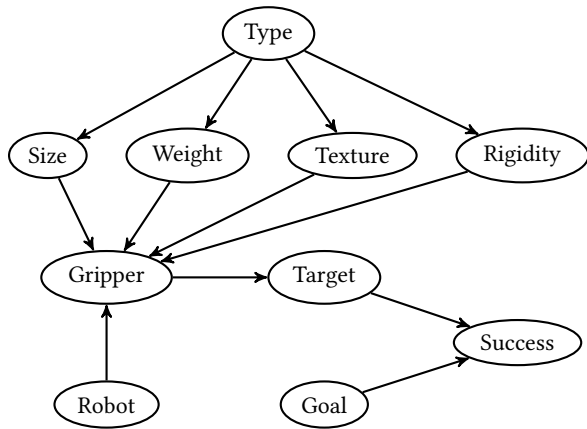 Type
Size Weight Texture Rigidity
Gripper Target
Success
Robot Goal